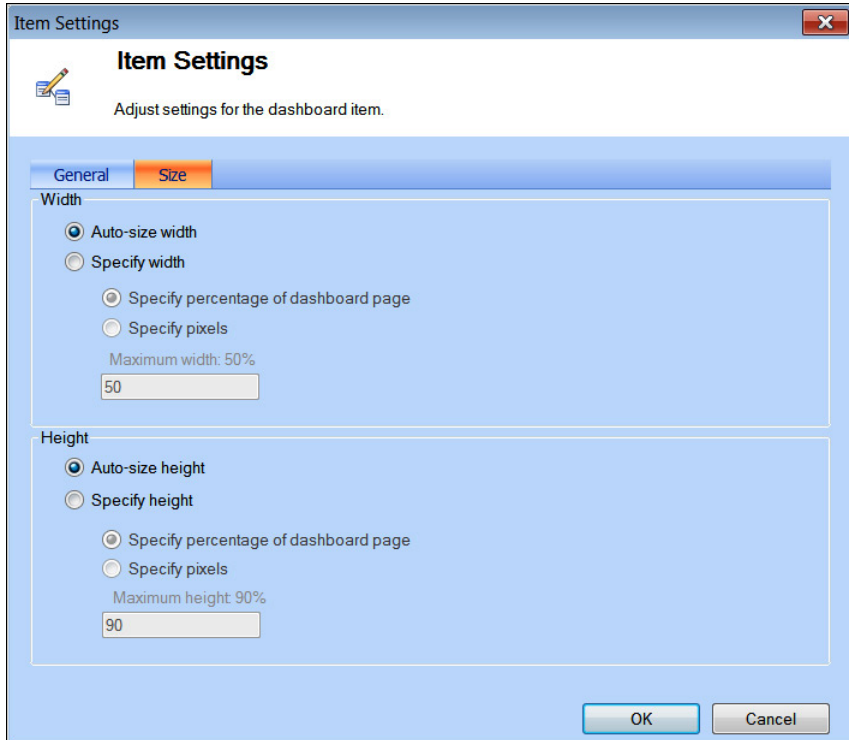 Item Settings
Item Settings
Adjust settings for the dashboard item.
General Size
Width
Auto-size width
Specify width
Specify percentage of dashboard page
Specify pixels
Maximum width: 50%
50
Height
Auto-size height
Specify height
Specify percentage of dashboard page
Specify pixels
Maximum height: 90%
90
OK Cancel